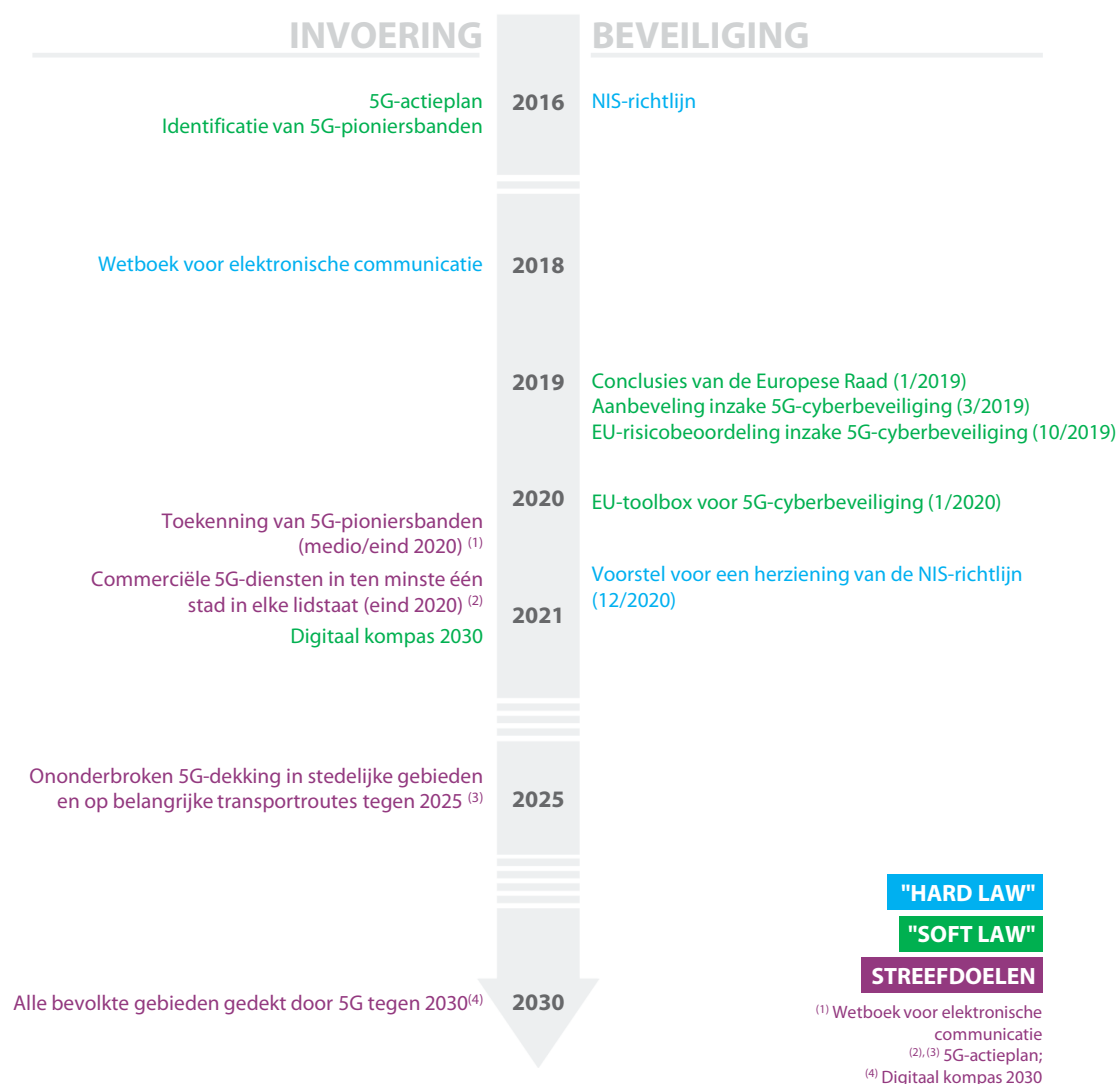 INVOERING
BEVEILIGING
5G-actieplan
Identificatie van 5G-pioniersbanden
2016
NIS-richtlijn
Wetboek voor elektronische communicatie
2018
2019
Conclusies van de Europese Raad (1/2019)
Aanbeveling inzake 5G-cyberbeveiliging (3/2019)
EU-risicobeoordeling inzake 5G-cyberbeveiliging (10/2019)
2020
EU-toolbox voor 5G-cyberbeveiliging (1/2020)
Toekenning van 5G-pioniersbanden
(medio/eind 2020) (1)
Commerciële 5G-diensten in ten minste één
stad in elke lidstaat (eind 2020) (2)
Digitaal kompas 2030
2021
Voorstel voor een herziening van de NIS-richtlijn
(12/2020)
Ononderbroken 5G-dekking in stedelijke gebieden
en op belangrijke transportroutes tegen 2025 (3)
2025
"HARD LAW"
"SOFT LAW"
STREEFDOELEN
Alle bevolkte gebieden gedekt door 5G tegen 2030(4)
2030
(1) Wetboek voor elektronische
communicatie
(2), (3) 5G-actieplan;
(4) Digitaal kompas 2030